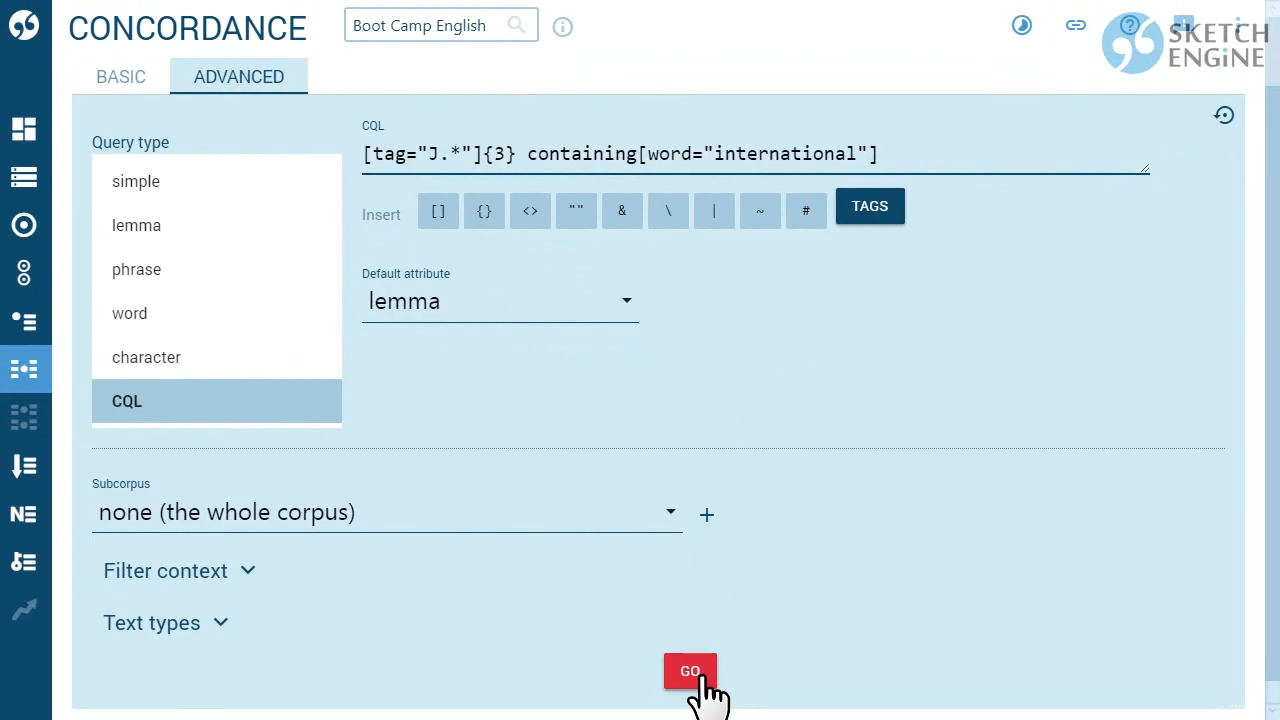 CONCORDANCE
Boot Camp English
SKETCH
ENGINE
BASIC
ADVANCED
Query type
simple
lemma
phrase
word
character
CQL
CQL
[tag="J.*"]{3} containing[word="international"]
Insert [] {} <> "" & \ | ~ # TAGS
Default attribute
lemma
Subcorpus
none (the whole corpus)
+
Filter context
Text types
GO